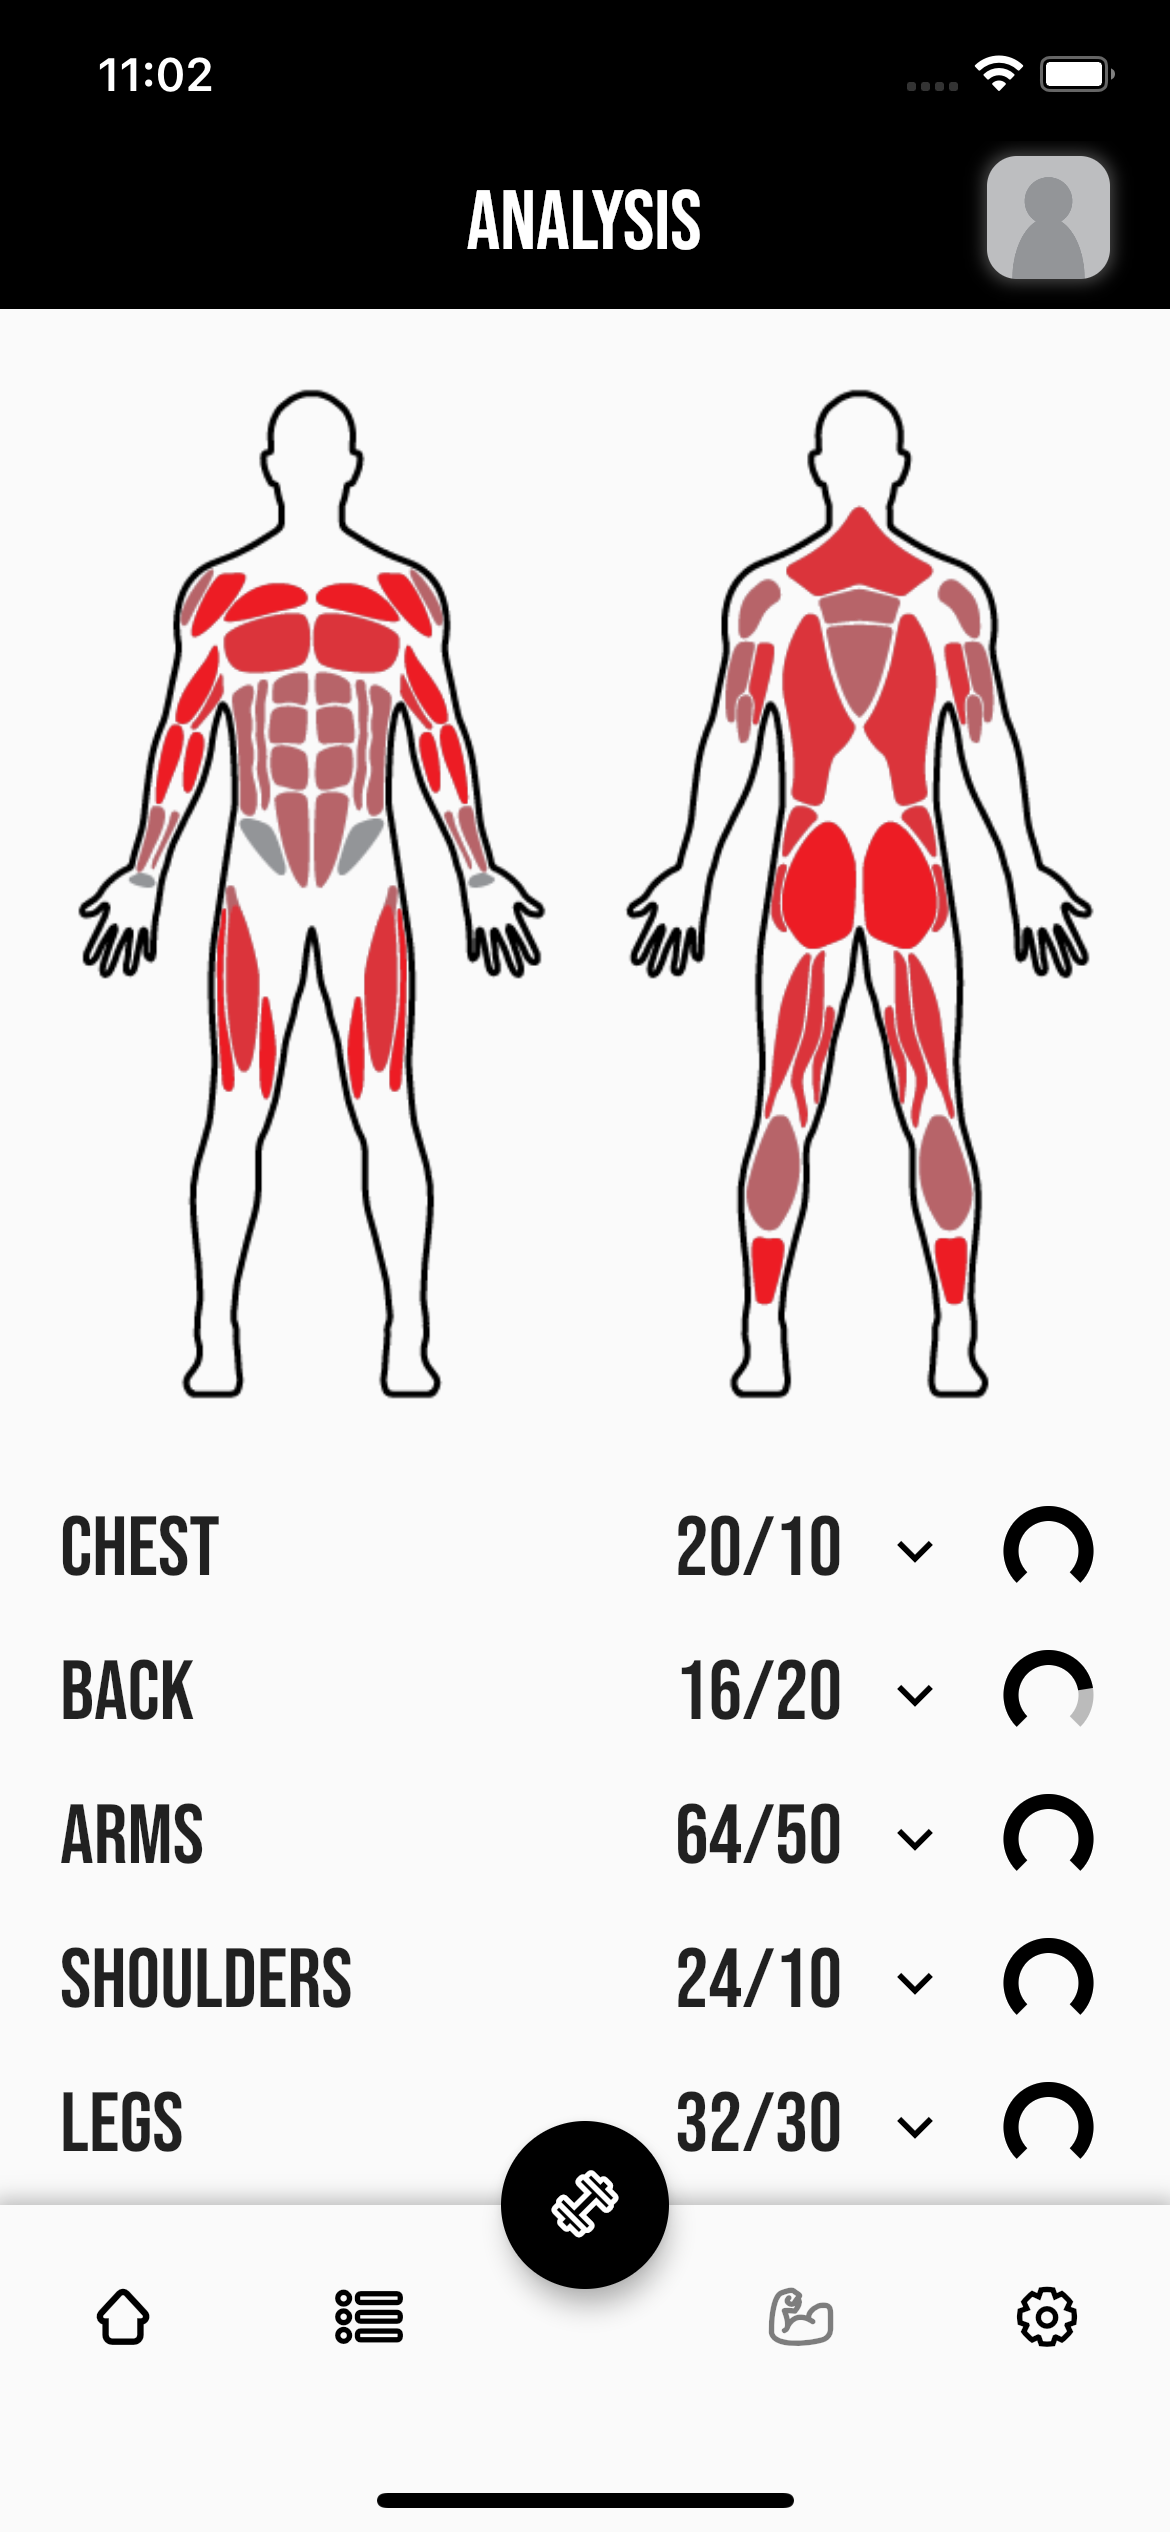 11:02
ANALYSIS
CHEST 20/10
BACK 16/20
ARMS 64/50
SHOULDERS 24/10
LEGS 32/30